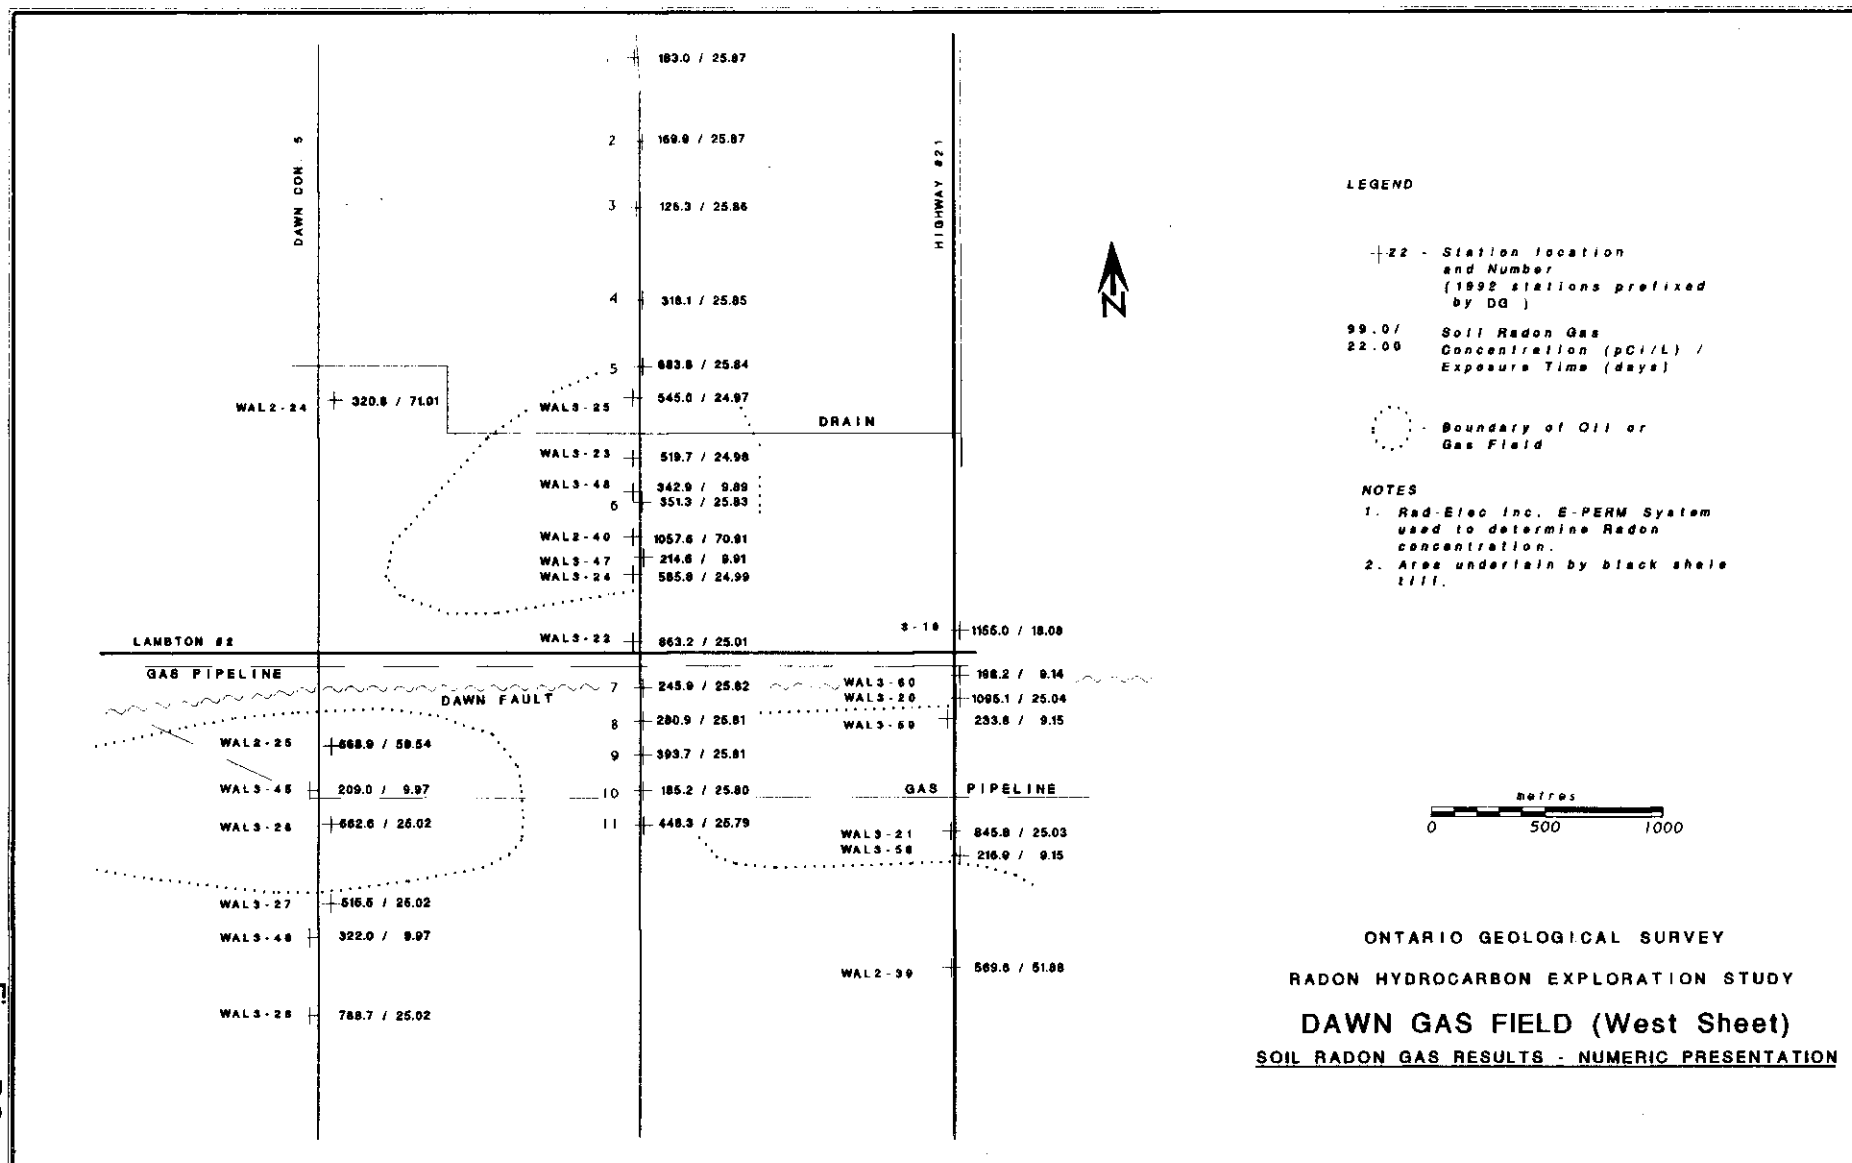 183.0 / 25.87
2 169.9 / 25.87
3 126.3 / 25.86
4 318.1 / 25.85
5 683.8 / 25.84
DAWN CON. 5
HIGHWAY #21
N
WAL2-24 320.8 / 71.01
WAL3-25 545.0 / 24.97
DRAIN
WAL3-23 519.7 / 24.98
WAL3-48 342.9 / 9.89
6 351.3 / 25.83
WAL2-40 1057.6 / 70.91
WAL3-47 214.6 / 9.91
WAL3-24 585.8 / 24.99
LAMBTON #2
WAL3-22 863.2 / 25.01
1155.0 / 18.08
GAS PIPELINE
7 245.9 / 25.82
WAL3-60 198.2 / 9.14
DAWN FAULT
WAL3-20 1095.1 / 25.04
8 280.9 / 25.81
WAL3-59 233.8 / 9.15
WAL2-25 668.9 / 59.54
9 393.7 / 25.81
WAL3-45 209.0 / 9.97
10 185.2 / 25.80
GAS PIPELINE
WAL3-26 662.6 / 25.02
11 448.3 / 25.79
WAL3-21 845.8 / 25.03
WAL3-58 216.9 / 9.15
WAL3-27 515.5 / 25.02
WAL3-46 322.0 / 9.97
WAL2-39 569.6 / 51.88
WAL3-28 788.7 / 25.02
LEGEND
22 - Station location
and Number
(1992 stations prefixed
by DG )
99.0/ Soil Radon Gas
22.00 Concentration (pCi/L) /
Exposure Time (days)
- Boundary of Oil or
Gas Field
NOTES
1. Rad-Elec Inc. E-PERM System
used to determine Radon
concentration.
2. Area underlain by black shale
till.
metres
0 500 1000
ONTARIO GEOLOGICAL SURVEY
RADON HYDROCARBON EXPLORATION STUDY
DAWN GAS FIELD (West Sheet)
SOIL RADON GAS RESULTS - NUMERIC PRESENTATION